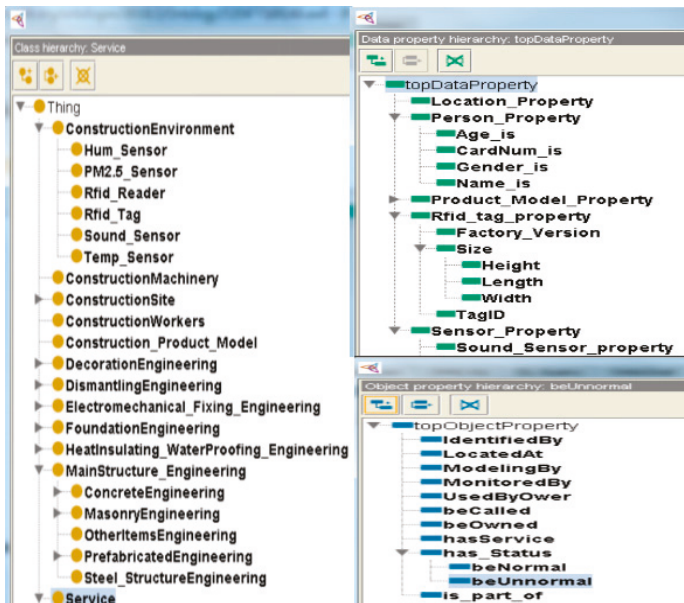 Class hierarchy: Service
Thing
ConstructionEnvironment
Hum_Sensor
PM2.5_Sensor
Rfid_Reader
Rfid_Tag
Sound_Sensor
Temp_Sensor
ConstructionMachinery
ConstructionSite
ConstructionWorkers
Construction_Product_Model
DecorationEngineering
DismantlingEngineering
Electromechanical_Fixing_Engineering
FoundationEngineering
HeatInsulating_WaterProofing_Engineering
MainStructure_Engineering
ConcreteEngineering
MasonryEngineering
OtherItemsEngineering
PrefabricatedEngineering
Steel_StructureEngineering
Service
Data property hierarchy: topDataProperty
topDataProperty
Location_Property
Person_Property
Age_is
CardNum_is
Gender_is
Name_is
Product_Model_Property
Rfid_tag_property
Factory_Version
Size
Height
Length
Width
TagID
Sensor_Property
Sound_Sensor_property
Object property hierarchy: beUnnormal
topObjectProperty
IdentifiedBy
LocatedAt
ModelingBy
MonitoredBy
UsedByOwer
beCalled
beOwned
hasService
has_Status
beNormal
beUnnormal
is_part_of